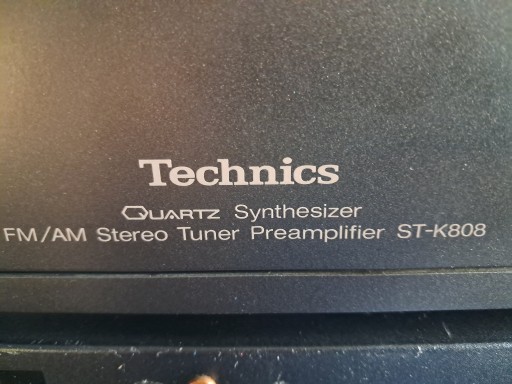 Technics
QUARTZ Synthesizer
FM/AM Stereo Tuner Preamplifier ST-K808